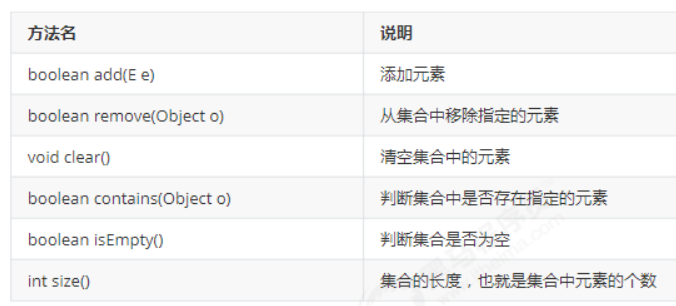 方法名 说明
boolean add(E e) 添加元素
boolean remove(Object o) 从集合中移除指定的元素
void clear() 清空集合中的元素
boolean contains(Object o) 判断集合中是否存在指定的元素
boolean isEmpty() 判断集合是否为空
int size() 集合的长度，也就是集合中元素的个数